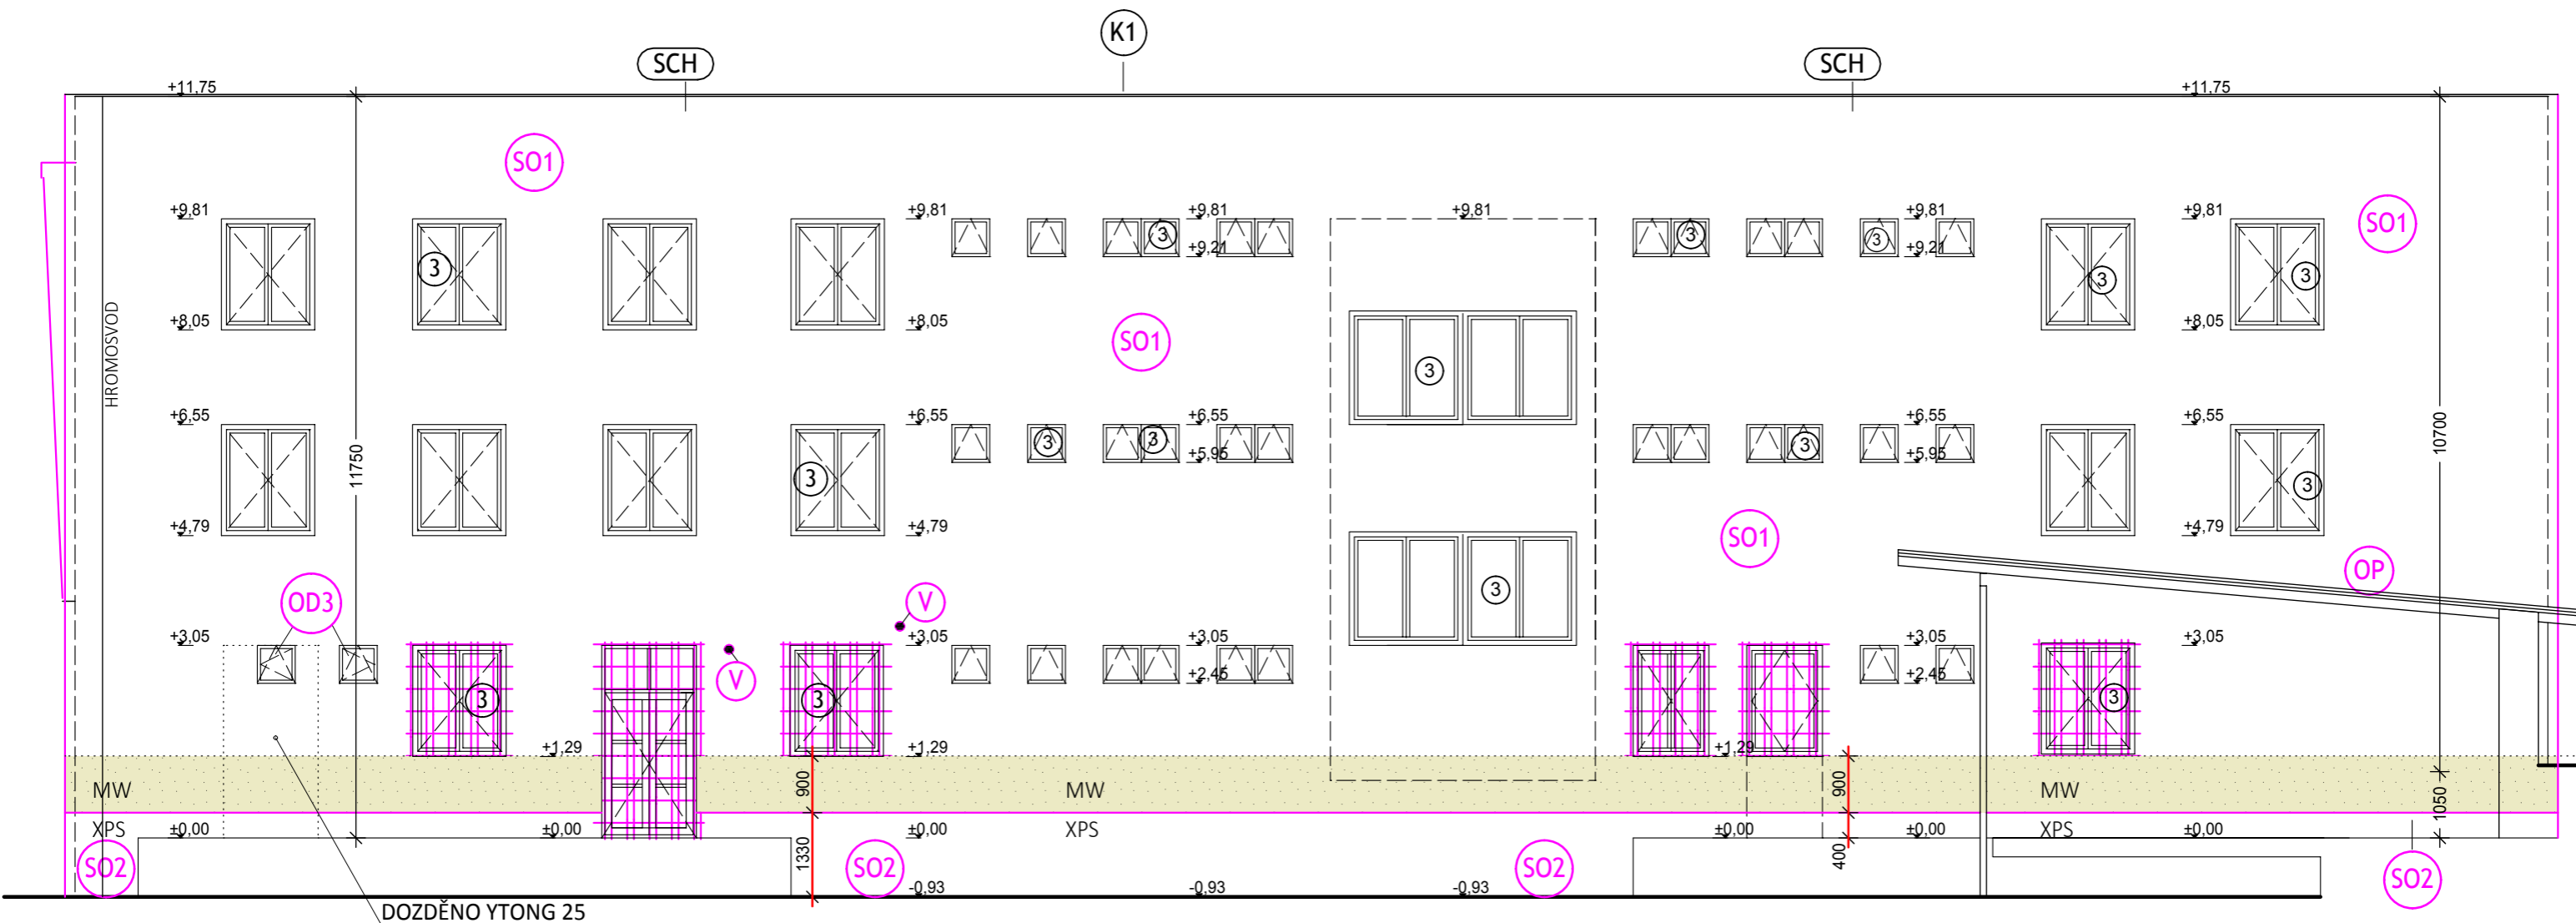 K1
SCH
SCH
+11,75
+11,75
SO1
SO1
+9,81
+9,81
+9,81
+9,81
+9,81
+9,81
3
3
3
3
+9,21
+9,21
3
3
HROMOSVOD
+8,05
+8,05
+8,05
SO1
3
+6,55
+6,55
+6,55
+6,55
+6,55
11750
10700
3
3
3
3
3
+5,95
+5,95
+4,79
+4,79
+4,79
SO1
OP
OD3
V
3
+3,05
+3,05
+3,05
+3,05
+3,05
V
+2,45
+2,45
3
3
3
+1,29
+1,29
+1,29
MW
900
MW
900
MW
1050
XPS
±0,00
±0,00
±0,00
XPS
±0,00
±0,00
XPS
±0,00
SO2
1330
SO2
SO2
400
SO2
-0,93
-0,93
-0,93
DOZDĚNO YTONG 25